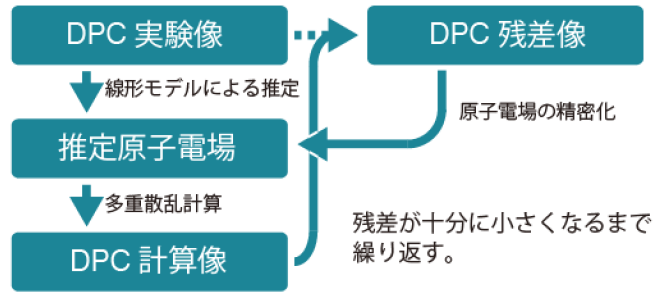 DPC 実験像
DPC 残差像
線形モデルによる推定
原子電場の精密化
推定原子電場
多重散乱計算
DPC 計算像
残差が十分に小さくなるまで
繰り返す。